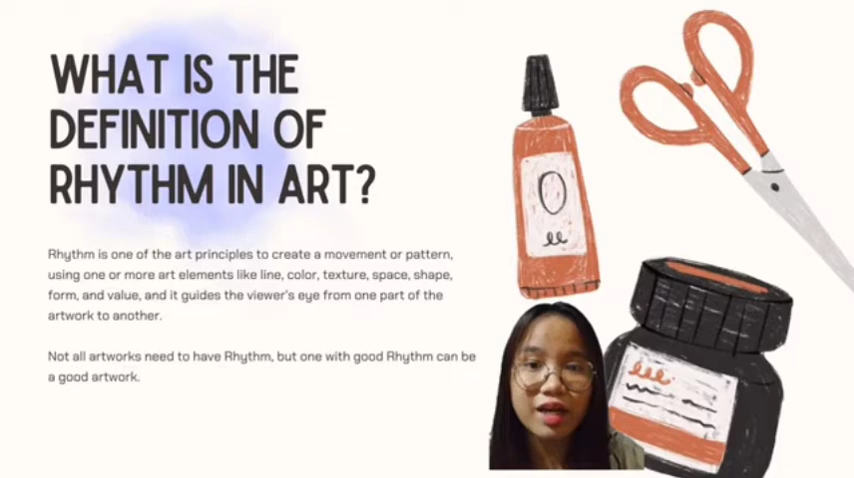 WHAT IS THE
DEFINITION OF
RHYTHM IN ART?
Rhythm is one of the art principles to create a movement or pattern,
using one or more art elements like line, color, texture, space, shape,
form, and value, and it guides the viewer's eye from one part of the
artwork to another.
Not all artworks need to have Rhythm, but one with good Rhythm can be
a good artwork.